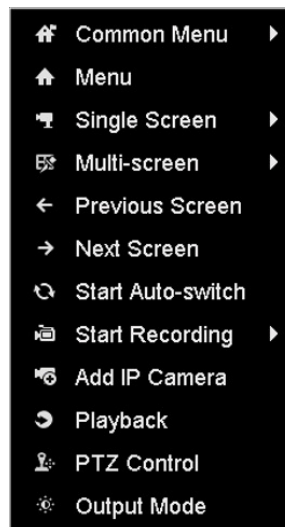 Common Menu
Menu
Single Screen
Multi-screen
Previous Screen
Next Screen
Start Auto-switch
Start Recording
Add IP Camera
Playback
PTZ Control
Output Mode